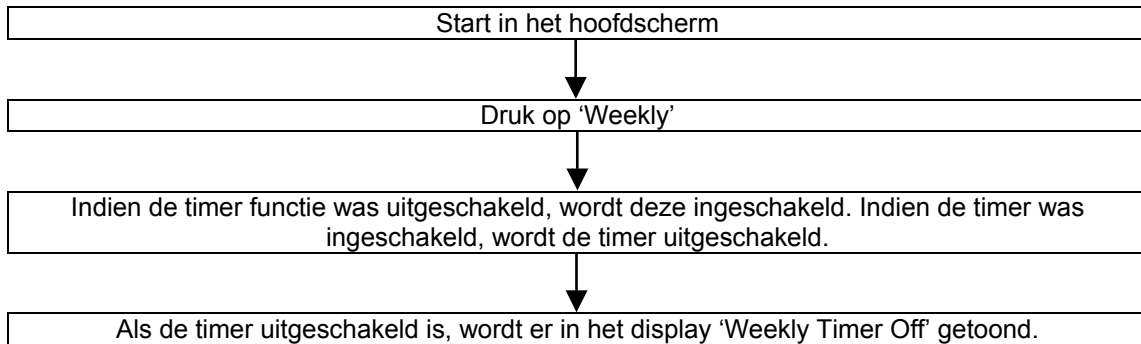 Start in het hoofdscherm
Druk op ‘Weekly’
Indien de timer functie was uitgeschakeld, wordt deze ingeschakeld. Indien de timer was
ingeschakeld, wordt de timer uitgeschakeld.
Als de timer uitgeschakeld is, wordt er in het display ‘Weekly Timer Off’ getoond.